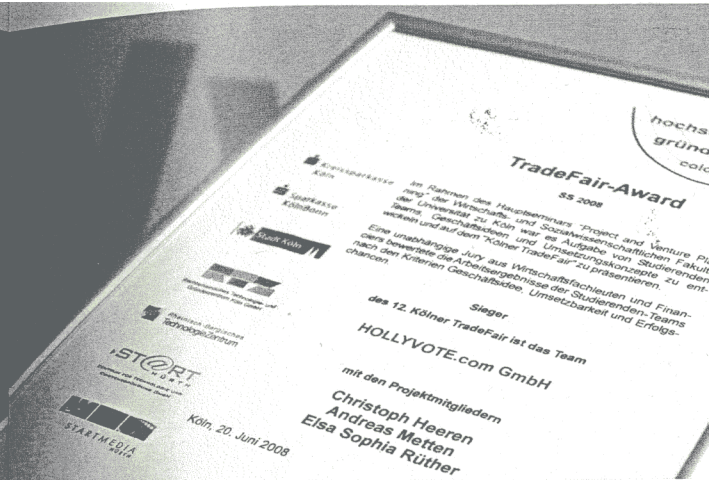 hochs
gründ
colo
TradeFair-Award
SS 2008
Im Rahmen des Hauptseminars "Project and Venture Pla
ning" der Wirtschafts- und Sozialwissenschaftlichen Fakult
der Universität zu Köln war es Aufgabe von Studierenden
Teams, Geschäftsideen und Umsetzungskonzepte zu ent-
wickeln und auf dem "Kölner TradeFair" zu präsentieren.
Eine unabhängige Jury aus Wirtschaftsfachleuten und Finan-
ciers bewertete die Arbeitsergebnisse der Studierenden-Teams
nach den Kriterien Geschäftsidee, Umsetzbarkeit und Erfolgs-
chancen
Sieger
des 12. Kölner TradeFair ist das Team
HOLLYVOTE.com GmbH
mit den Projektmitgliedern
Christoph Heeren
Andreas Metten
Elsa Sophia Rüther
Kreissparkasse
Köln
Sparkasse
KölnBonn
Stadt Köln
Rheinisch-Bergisches
TechnologieZentrum
ST@RT
HÜRTH
STARTMEDIA
HÜRTH
Köln, 20. Juni 2008